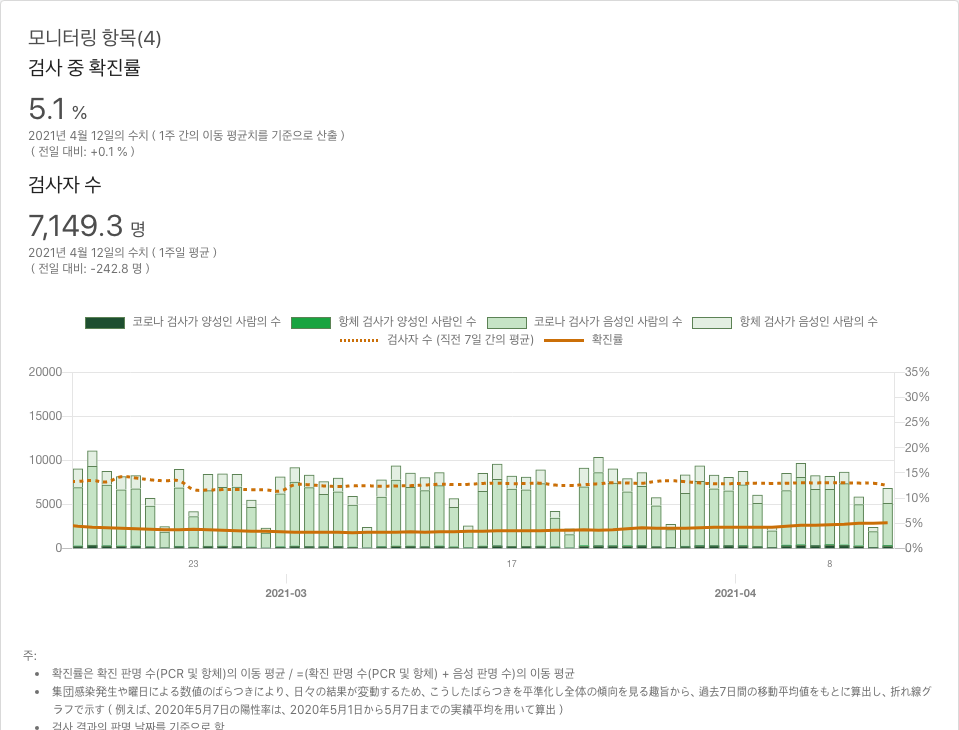 모니터링 항목(4)
검사 중 확진률
5.1 %
2021년 4월 12일의 수치 ( 1주 간의 이동 평균치를 기준으로 산출 )
( 전일 대비: +0.1 % )
검사자 수
7,149.3 명
2021년 4월 12일의 수치 ( 1주일 평균 )
( 전일 대비: -242.8 명 )
코로나 검사가 양성인 사람의 수 항체 검사가 양성인 사람인 수 코로나 검사가 음성인 사람의 수 항체 검사가 음성인 사람의 수
검사자 수 (직전 7일 간의 평균) 확진률
20000 35%
30%
15000 25%
20%
10000 15%
10%
5000 5%
0 0%
23 17 8
2021-03 2021-04
주:
• 확진률은 확진 판명 수(PCR 및 항체)의 이동 평균 / =(확진 판명 수(PCR 및 항체) + 음성 판명 수)의 이동 평균
• 集団感染発生や曜日による数値のばらつきにより、日々の結果が変動するため、こうしたばらつきを平準化し全体の傾向を見る趣旨から、過去7日間の移動平均値をもとに算出し、折れ線グ
ラフで示す ( 例えば、2020年5月7日の陽性率は、2020年5月1日から5月7日までの実績平均を用いて算出 )
• 검사 결과의 판명 날짜를 기준으로 함